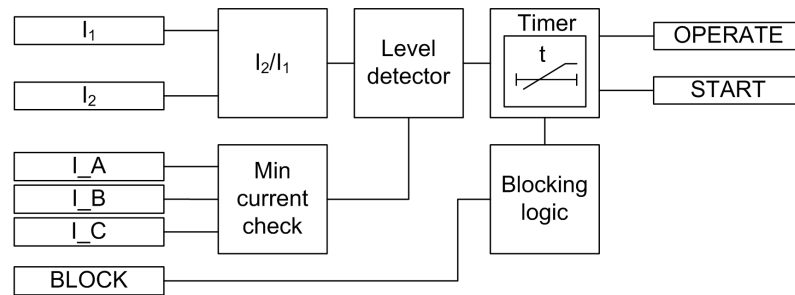 I₁
I₂
I₂/I₁
Level
detector
Timer
t
OPERATE
START
I_A
I_B
I_C
Min
current
check
Blocking
logic
BLOCK